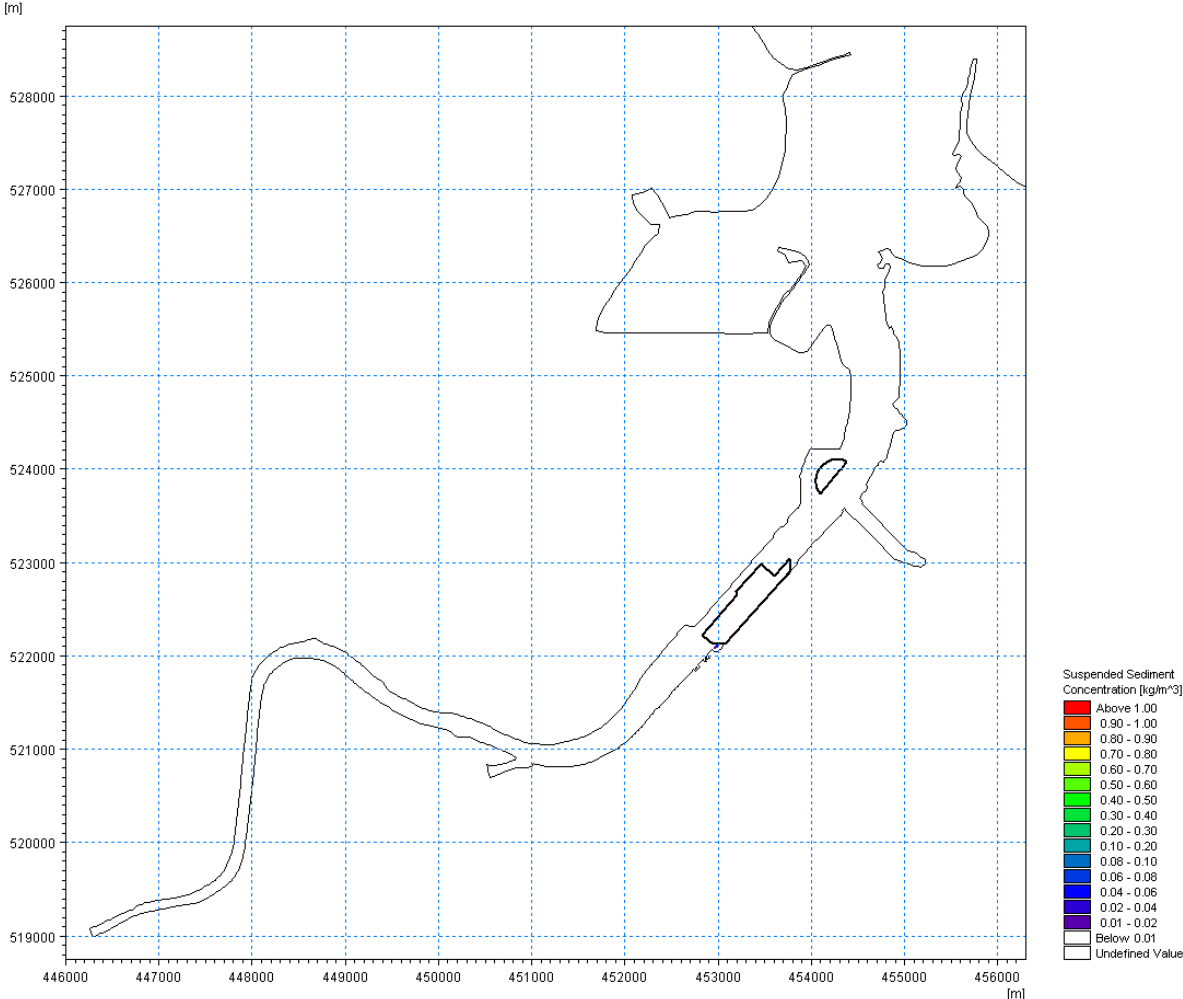 [m]
528000
527000
526000
525000
524000
523000
522000
521000
520000
519000
446000 447000 448000 449000 450000 451000 452000 453000 454000 455000 456000
[m]
Suspended Sediment
Concentration [kg/m^3]
Above 1.00
0.90 - 1.00
0.80 - 0.90
0.70 - 0.80
0.60 - 0.70
0.50 - 0.60
0.40 - 0.50
0.30 - 0.40
0.20 - 0.30
0.10 - 0.20
0.08 - 0.10
0.06 - 0.08
0.04 - 0.06
0.02 - 0.04
0.01 - 0.02
Below 0.01
Undefined Value